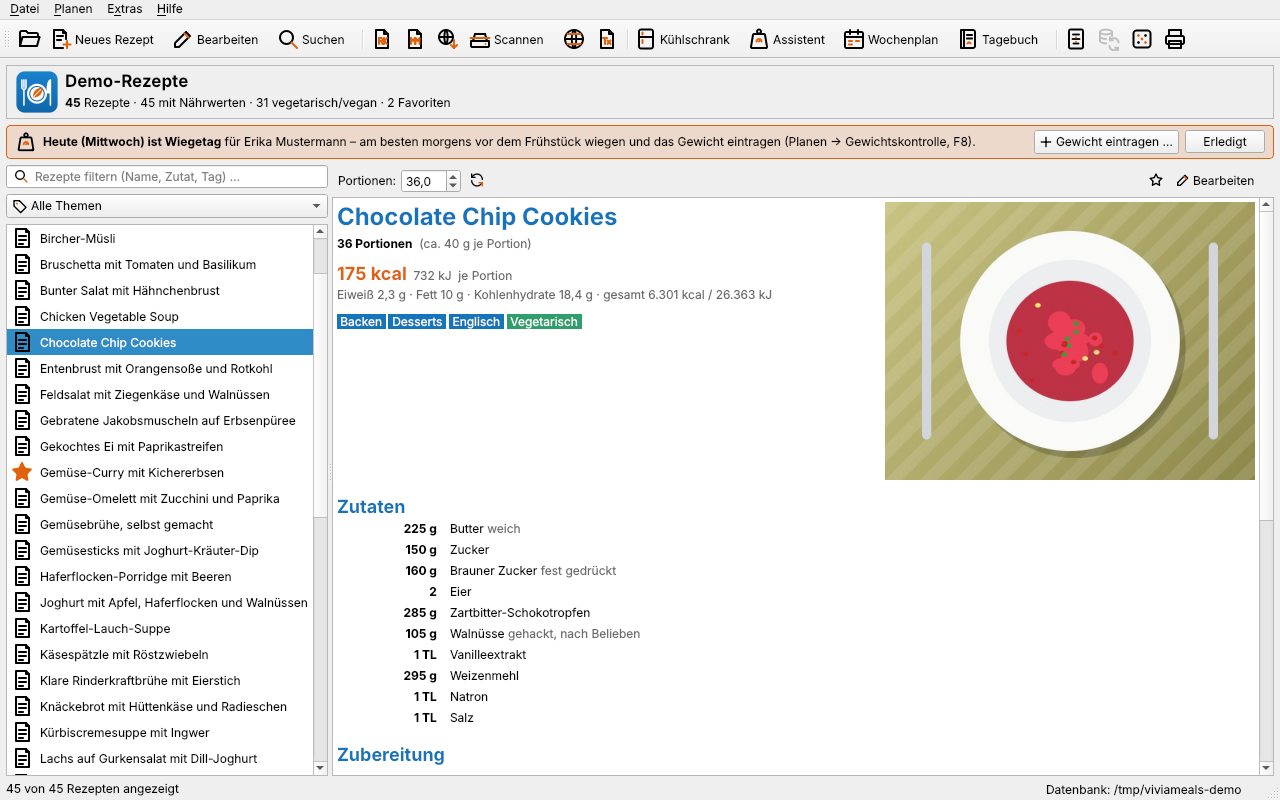 Datei Planen Extras Hilfe
Neues Rezept Bearbeiten Suchen Scannen Kühlschrank Assistent Wochenplan Tagebuch
Demo-Rezepte
45 Rezepte · 45 mit Nährwerten · 31 vegetarisch/vegan · 2 Favoriten
Heute (Mittwoch) ist Wiegetag für Erika Mustermann – am besten morgens vor dem Frühstück wiegen und das Gewicht eintragen (Planen → Gewichtskontrolle, F8).
Gewicht eintragen ... Erledigt
Rezepte filtern (Name, Zutat, Tag) ...
Alle Themen
Bircher-Müsli
Bruschetta mit Tomaten und Basilikum
Bunter Salat mit Hähnchenbrust
Chicken Vegetable Soup
Chocolate Chip Cookies
Entenbrust mit Orangensoße und Rotkohl
Feldsalat mit Ziegenkäse und Walnüssen
Gebratene Jakobsmuscheln auf Erbsenpüree
Gekochtes Ei mit Paprikastreifen
Gemüse-Curry mit Kichererbsen
Gemüse-Omelett mit Zucchini und Paprika
Gemüsebrühe, selbst gemacht
Gemüsesticks mit Joghurt-Kräuter-Dip
Haferflocken-Porridge mit Beeren
Joghurt mit Apfel, Haferflocken und Walnüssen
Kartoffel-Lauch-Suppe
Käsespätzle mit Röstzwiebeln
Klare Rinderkraftbrühe mit Eierstich
Knäckebrot mit Hüttenkäse und Radieschen
Kürbiscremesuppe mit Ingwer
Lachs auf Gurkensalat mit Dill-Joghurt
Portionen: 36,0
Bearbeiten
Chocolate Chip Cookies
36 Portionen (ca. 40 g je Portion)
175 kcal 732 kJ je Portion
Eiweiß 2,3 g · Fett 10 g · Kohlenhydrate 18,4 g · gesamt 6.301 kcal / 26.363 kJ
Backen Desserts Englisch Vegetarisch
Zutaten
225 g Butter weich
150 g Zucker
160 g Brauner Zucker fest gedrückt
2 Eier
285 g Zartbitter-Schokotropfen
105 g Walnüsse gehackt, nach Belieben
1 TL Vanilleextrakt
295 g Weizenmehl
1 TL Natron
1 TL Salz
Zubereitung
45 von 45 Rezepten angezeigt
Datenbank: /tmp/viviameals-demo